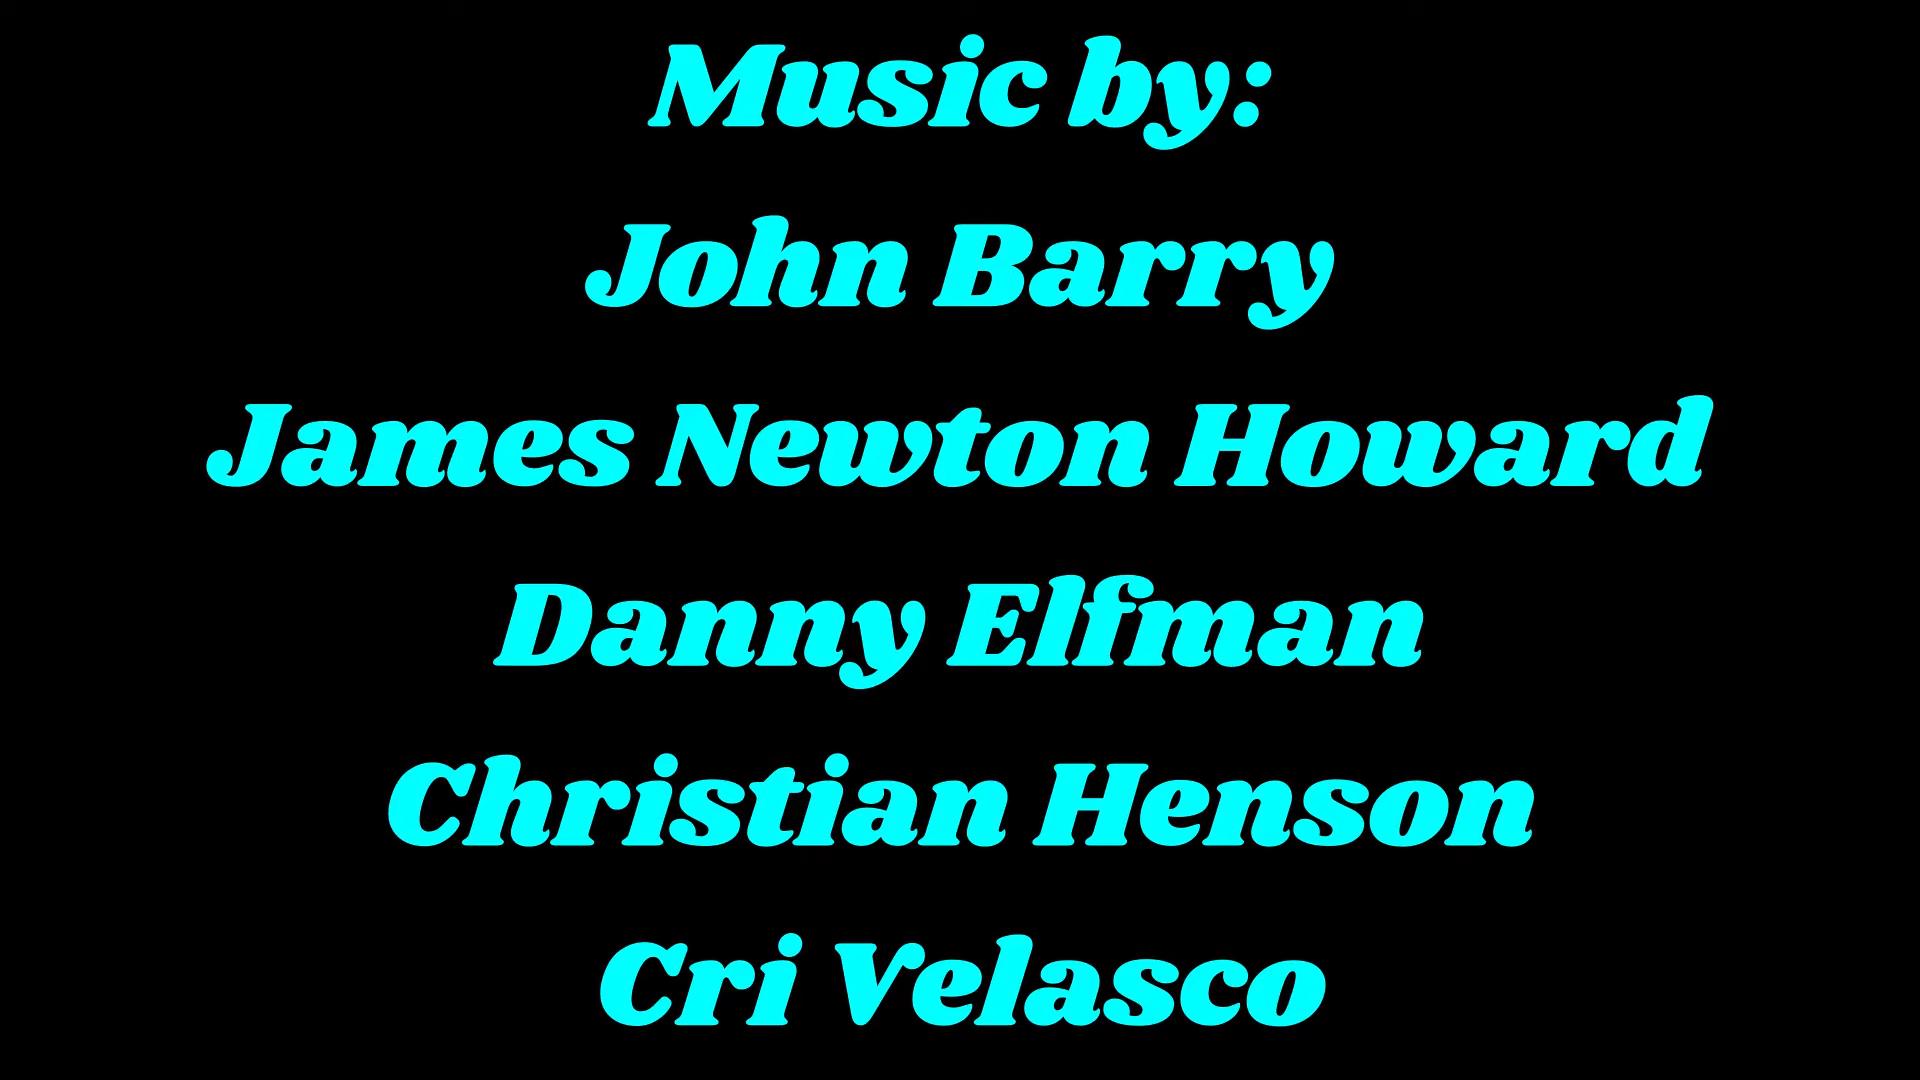 Music by:
John Barry
James Newton Howard
Danny Elfman
Christian Henson
Cri Velasco